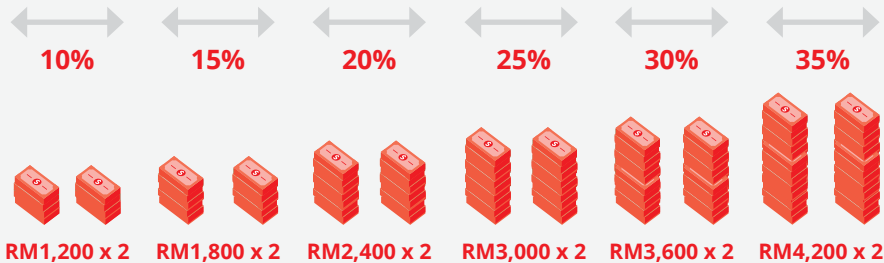 10% 15% 20% 25% 30% 35%
RM1,200 x 2 RM1,800 x 2 RM2,400 x 2 RM3,000 x 2 RM3,600 x 2 RM4,200 x 2